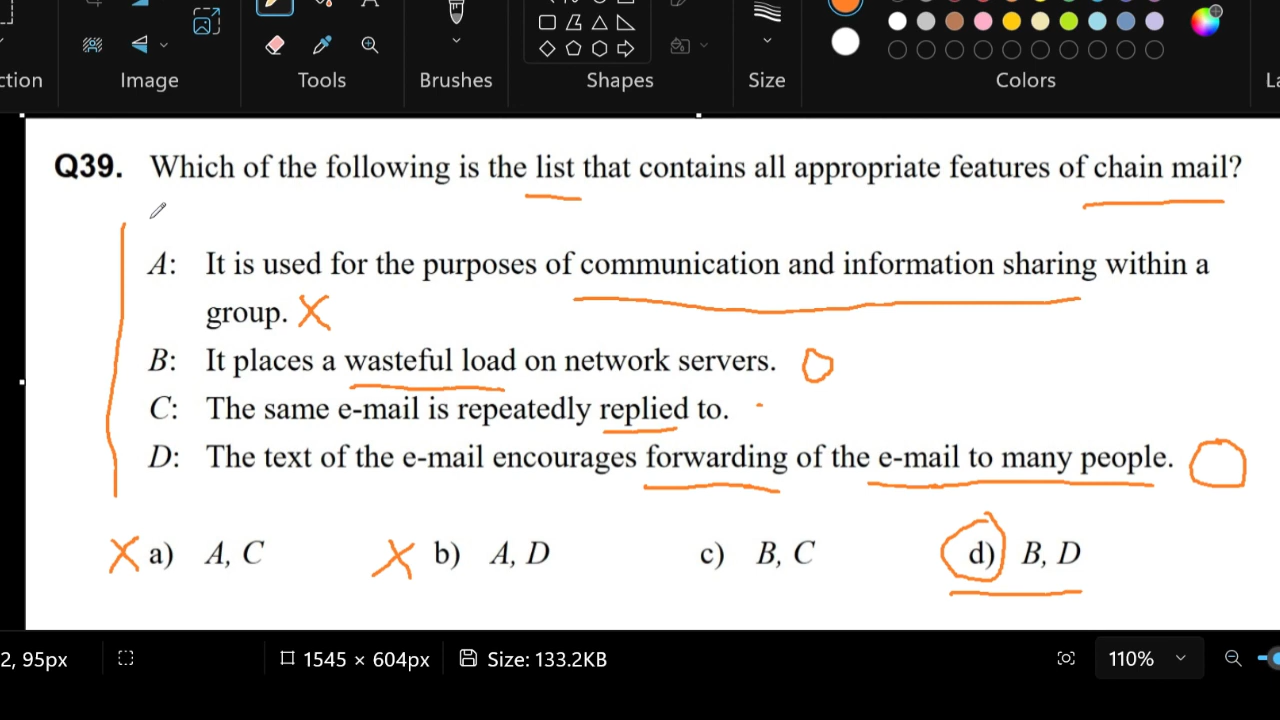 ction Image Tools Brushes Shapes Size Colors
Q39. Which of the following is the list that contains all appropriate features of chain mail?
A: It is used for the purposes of communication and information sharing within a
group. X
B: It places a wasteful load on network servers.
C: The same e-mail is repeatedly replied to.
D: The text of the e-mail encourages forwarding of the e-mail to many people.
X a) A, C X b) A, D c) B, C d) B, D
2, 95px 1545 × 604px Size: 133.2KB 110%